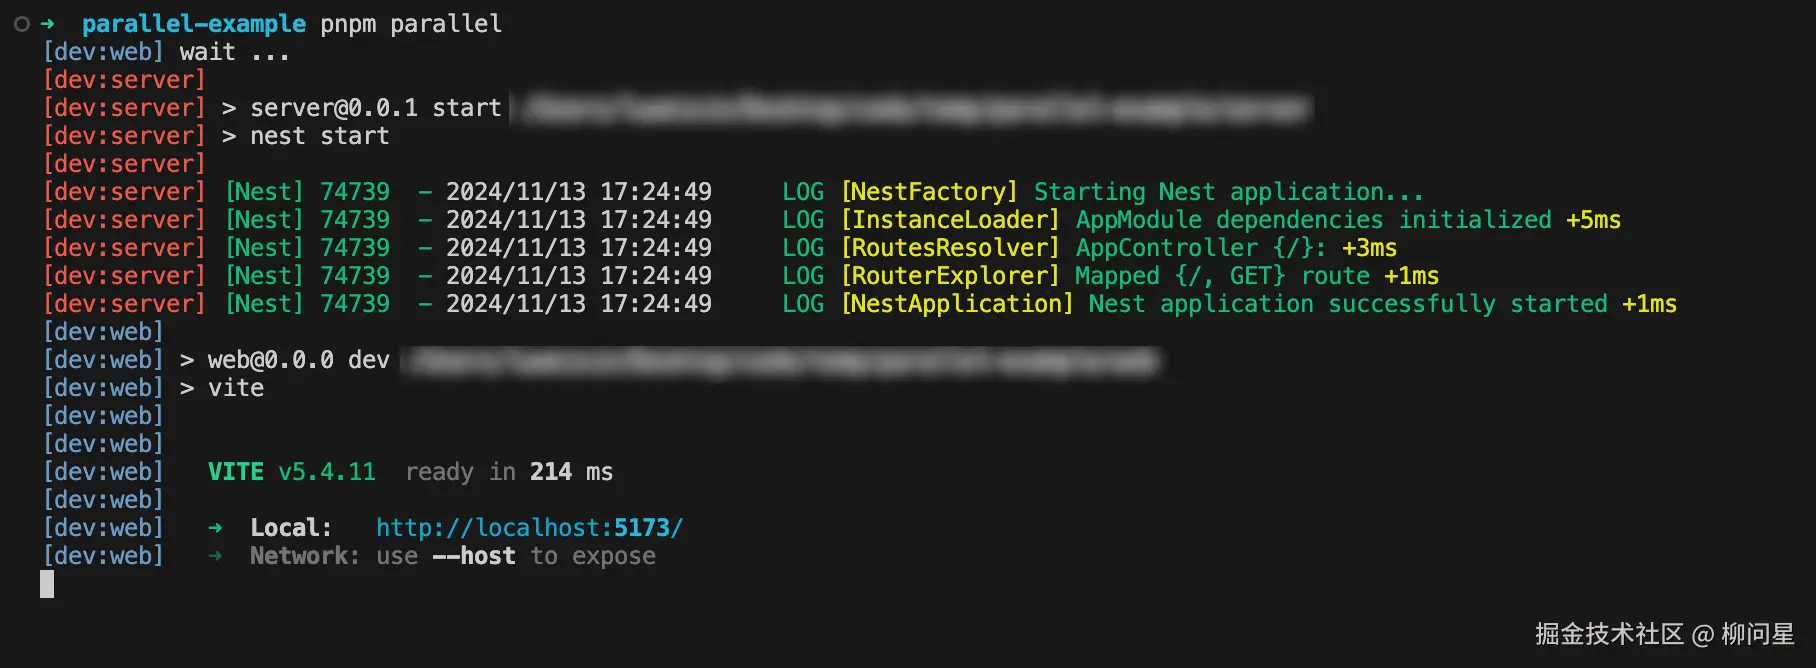 ➜ parallel-example pnpm parallel
[dev:web] wait ...
[dev:server]
[dev:server] > server@0.0.1 start
[dev:server] > nest start
[dev:server]
[dev:server] [Nest] 74739  - 2024/11/13 17:24:49     LOG [NestFactory] Starting Nest application...
[dev:server] [Nest] 74739  - 2024/11/13 17:24:49     LOG [InstanceLoader] AppModule dependencies initialized +5ms
[dev:server] [Nest] 74739  - 2024/11/13 17:24:49     LOG [RoutesResolver] AppController {/}: +3ms
[dev:server] [Nest] 74739  - 2024/11/13 17:24:49     LOG [RouterExplorer] Mapped {/, GET} route +1ms
[dev:server] [Nest] 74739  - 2024/11/13 17:24:49     LOG [NestApplication] Nest application successfully started +1ms
[dev:web]
[dev:web] > web@0.0.0 dev
[dev:web] > vite
[dev:web]
[dev:web]
[dev:web]   VITE v5.4.11  ready in 214 ms
[dev:web]
[dev:web]   ➜  Local:   http://localhost:5173/
[dev:web]   ➜  Network: use --host to expose
掘金技术社区 @ 柳问星